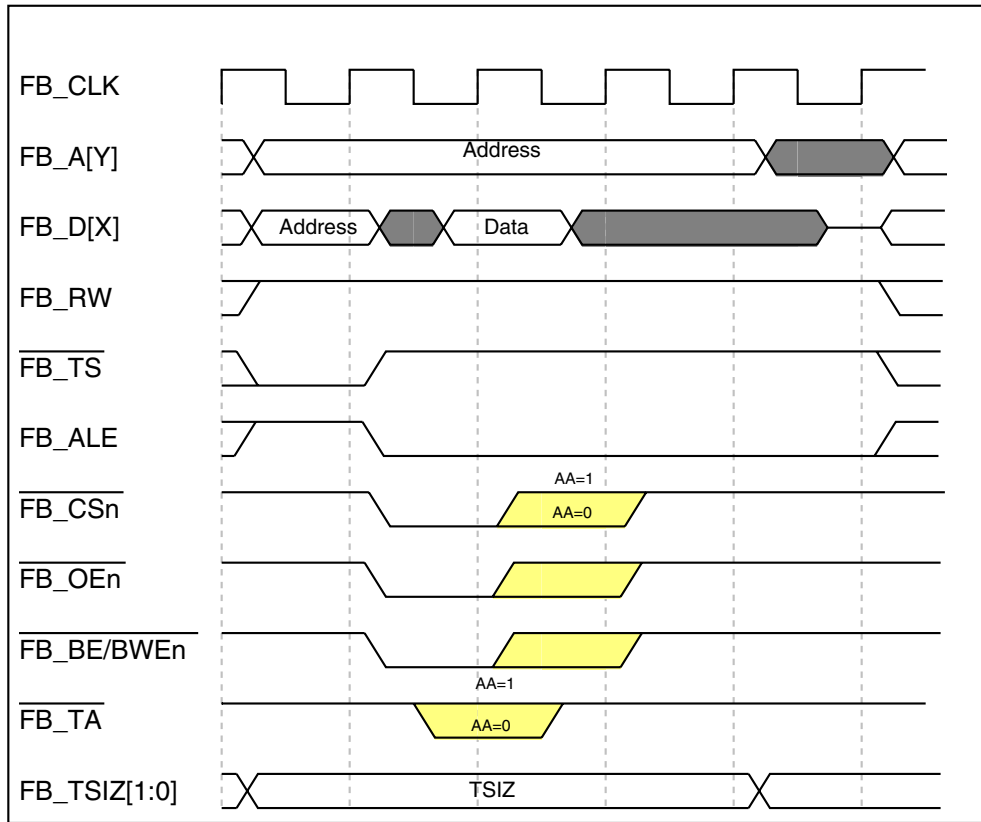 FB_CLK
FB_A[Y] Address
FB_D[X] Address Data
FB_RW
FB_TS
FB_ALE
AA=1
FB_CSn AA=0
FB_OEn
FB_BE/BWEn
AA=1
FB_TA AA=0
FB_TSIZ[1:0] TSIZ